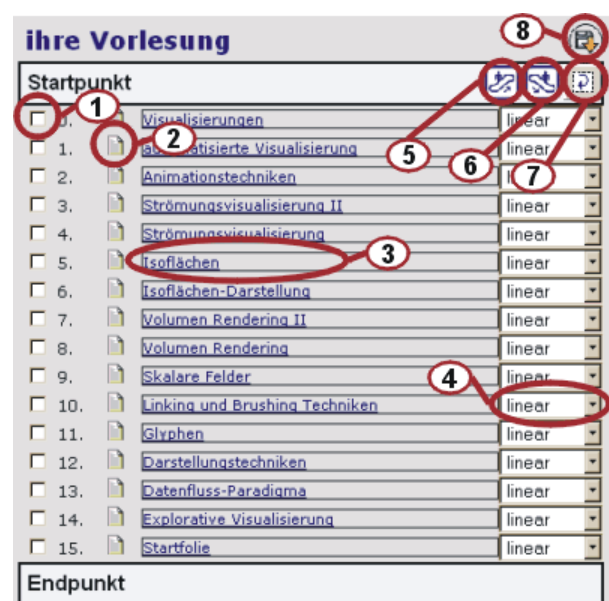 ihre Vorlesung
8
Startpunkt
1
2
5
6
7
0. Visualisierungen linear
1. automatisierte Visualisierung linear
2. Animationstechniken
3. Strömungsvisualisierung II linear
4. Strömungsvisualisierung linear
3
5. Isoflächen linear
6. Isoflächen-Darstellung linear
7. Volumen Rendering II linear
8. Volumen Rendering linear
9. Skalare Felder linear
4
10. Linking und Brushing Techniken linear
11. Glyphen linear
12. Darstellungstechniken linear
13. Datenfluss-Paradigma linear
14. Explorative Visualisierung linear
15. Startfolie linear
Endpunkt